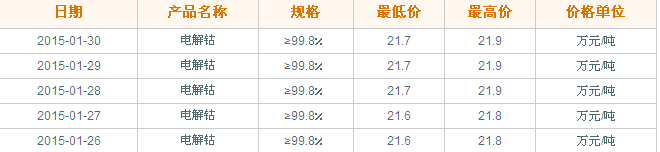 日期 产品名称 规格 最低价 最高价 价格单位
2015-01-30 电解钴 ≥99.8% 21.7 21.9 万元/吨
2015-01-29 电解钴 ≥99.8% 21.7 21.9 万元/吨
2015-01-28 电解钴 ≥99.8% 21.7 21.9 万元/吨
2015-01-27 电解钴 ≥99.8% 21.6 21.8 万元/吨
2015-01-26 电解钴 ≥99.8% 21.6 21.8 万元/吨